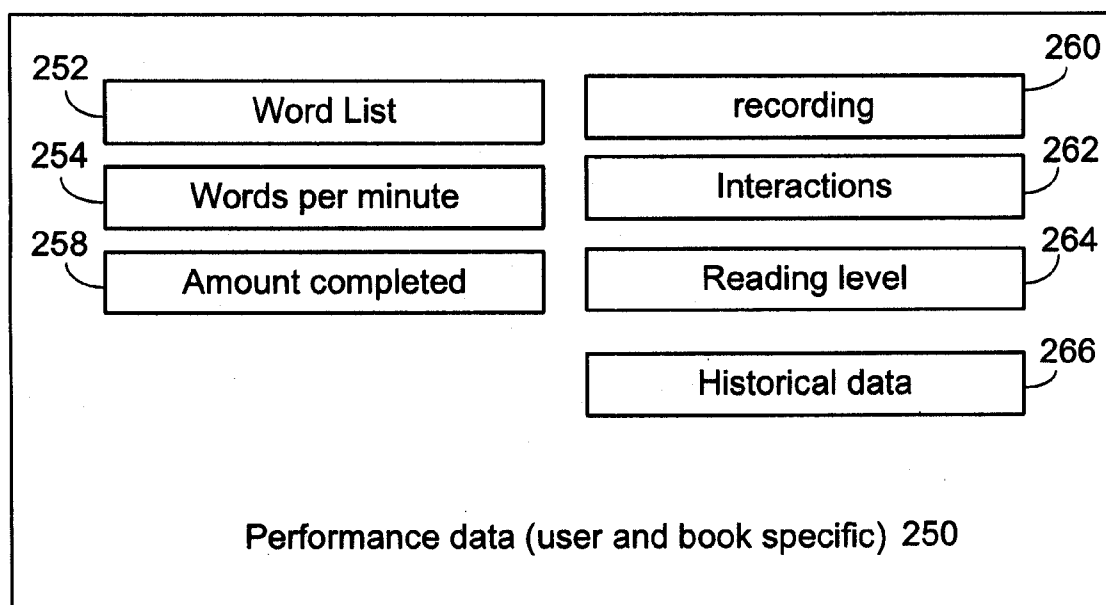 252
Word List
254
Words per minute
258
Amount completed
260
recording
262
Interactions
264
Reading level
266
Historical data
Performance data (user and book specific) 250